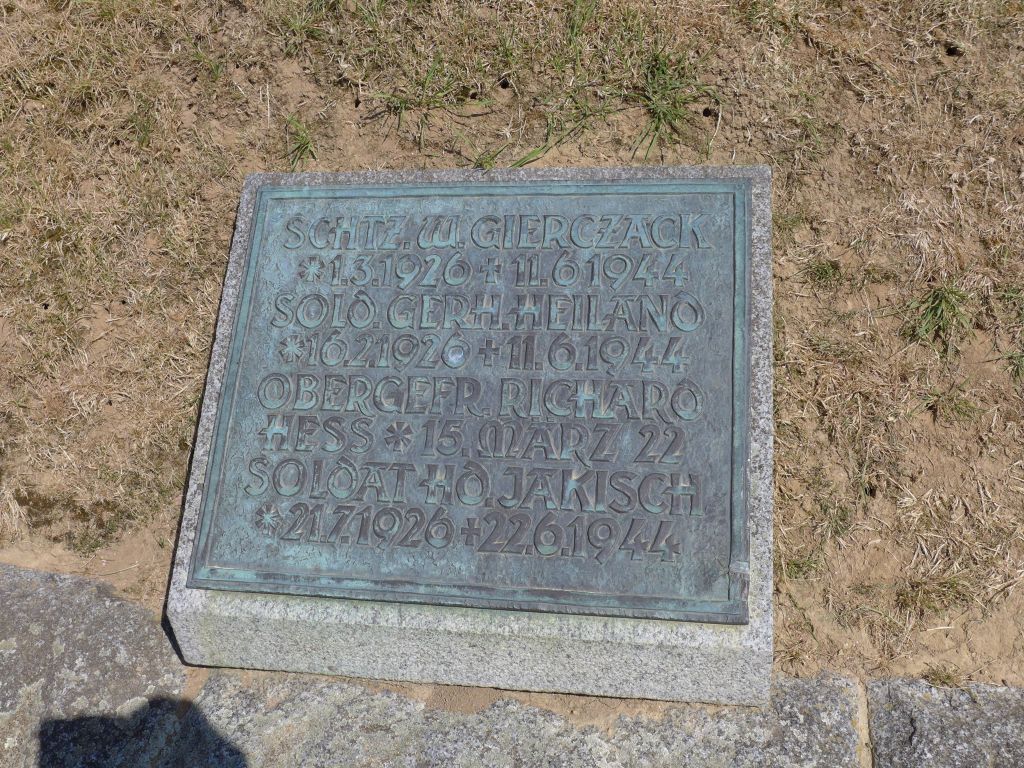 SCHTZ. W. GIERCZACK
* 1.3.1926 + 11.6.1944
SOLD. GERH. HEILAND
* 16.2.1926 + 11.6.1944
OBERGEFR. RICHARD
HESS * 15. MÄRZ 22
SOLDAT HD JAKISCH
* 21.7.1926 + 22.6.1944